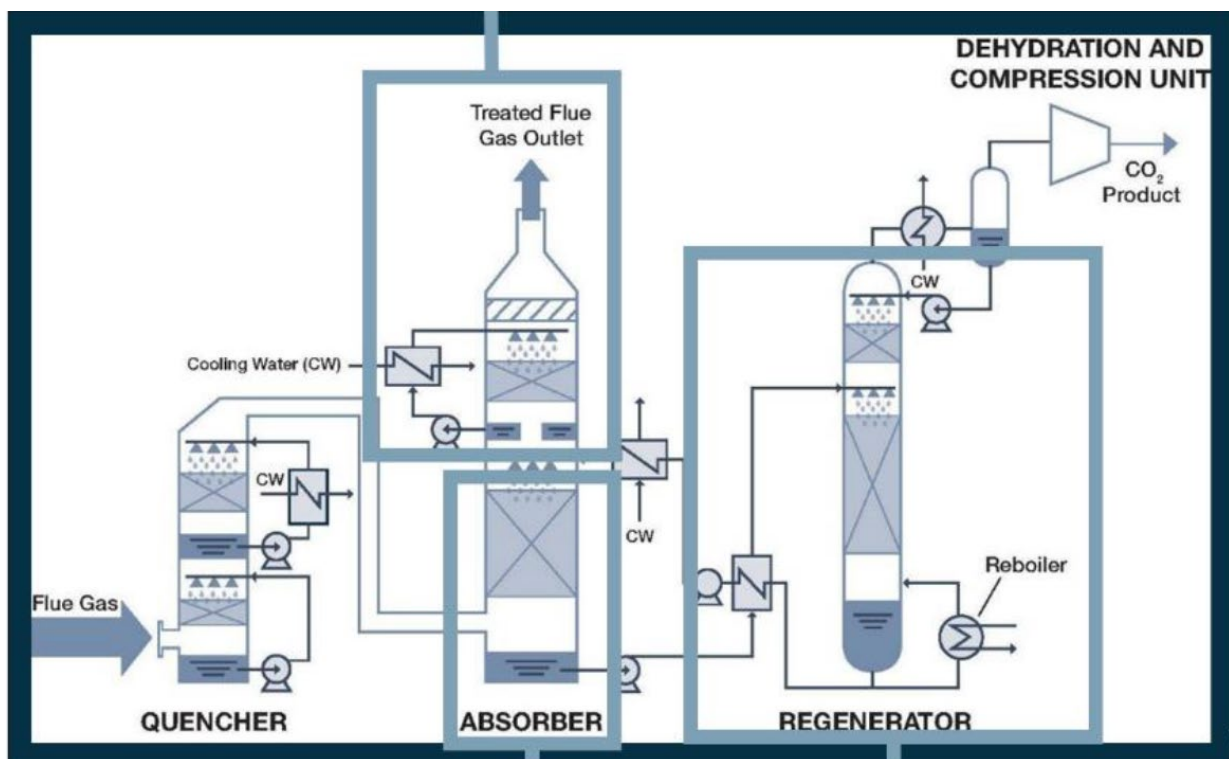 DEHYDRATION AND
COMPRESSION UNIT
Treated Flue
Gas Outlet
CO₂
Product
CW
Cooling Water (CW)
CW
CW
Reboiler
Flue Gas
QUENCHER
ABSORBER
REGENERATOR